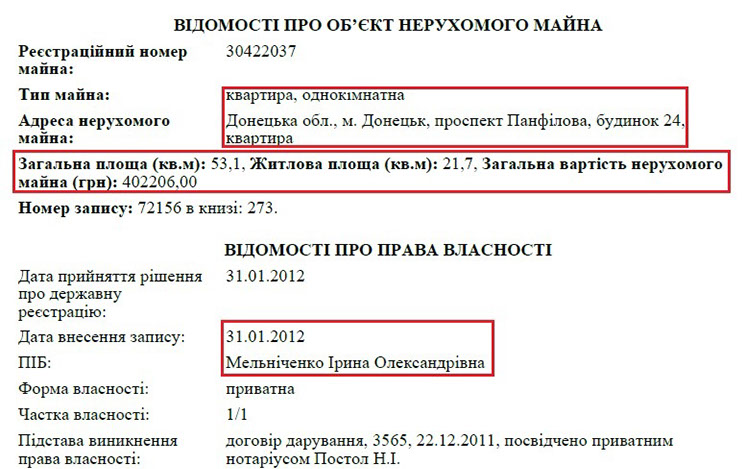 ВІДОМОСТІ ПРО ОБ’ЄКТ НЕРУХОМОГО МАЙНА
Реєстраційний номер майна: 30422037
Тип майна: квартира, однокімнатна
Адреса нерухомого майна: Донецька обл., м. Донецьк, проспект Панфілова, будинок 24, квартира
Загальна площа (кв.м): 53,1, Житлова площа (кв.м): 21,7, Загальна вартість нерухомого
майна (грн): 402206,00
Номер запису: 72156 в книзі: 273.
ВІДОМОСТІ ПРО ПРАВА ВЛАСНОСТІ
Дата прийняття рішення про державну реєстрацію: 31.01.2012
Дата внесення запису: 31.01.2012
ПІБ: Мельніченко Ірина Олександрівна
Форма власності: приватна
Частка власності: 1/1
Підстава виникнення права власності: договір дарування, 3565, 22.12.2011, посвідчено приватним нотаріусом Постол Н.І.